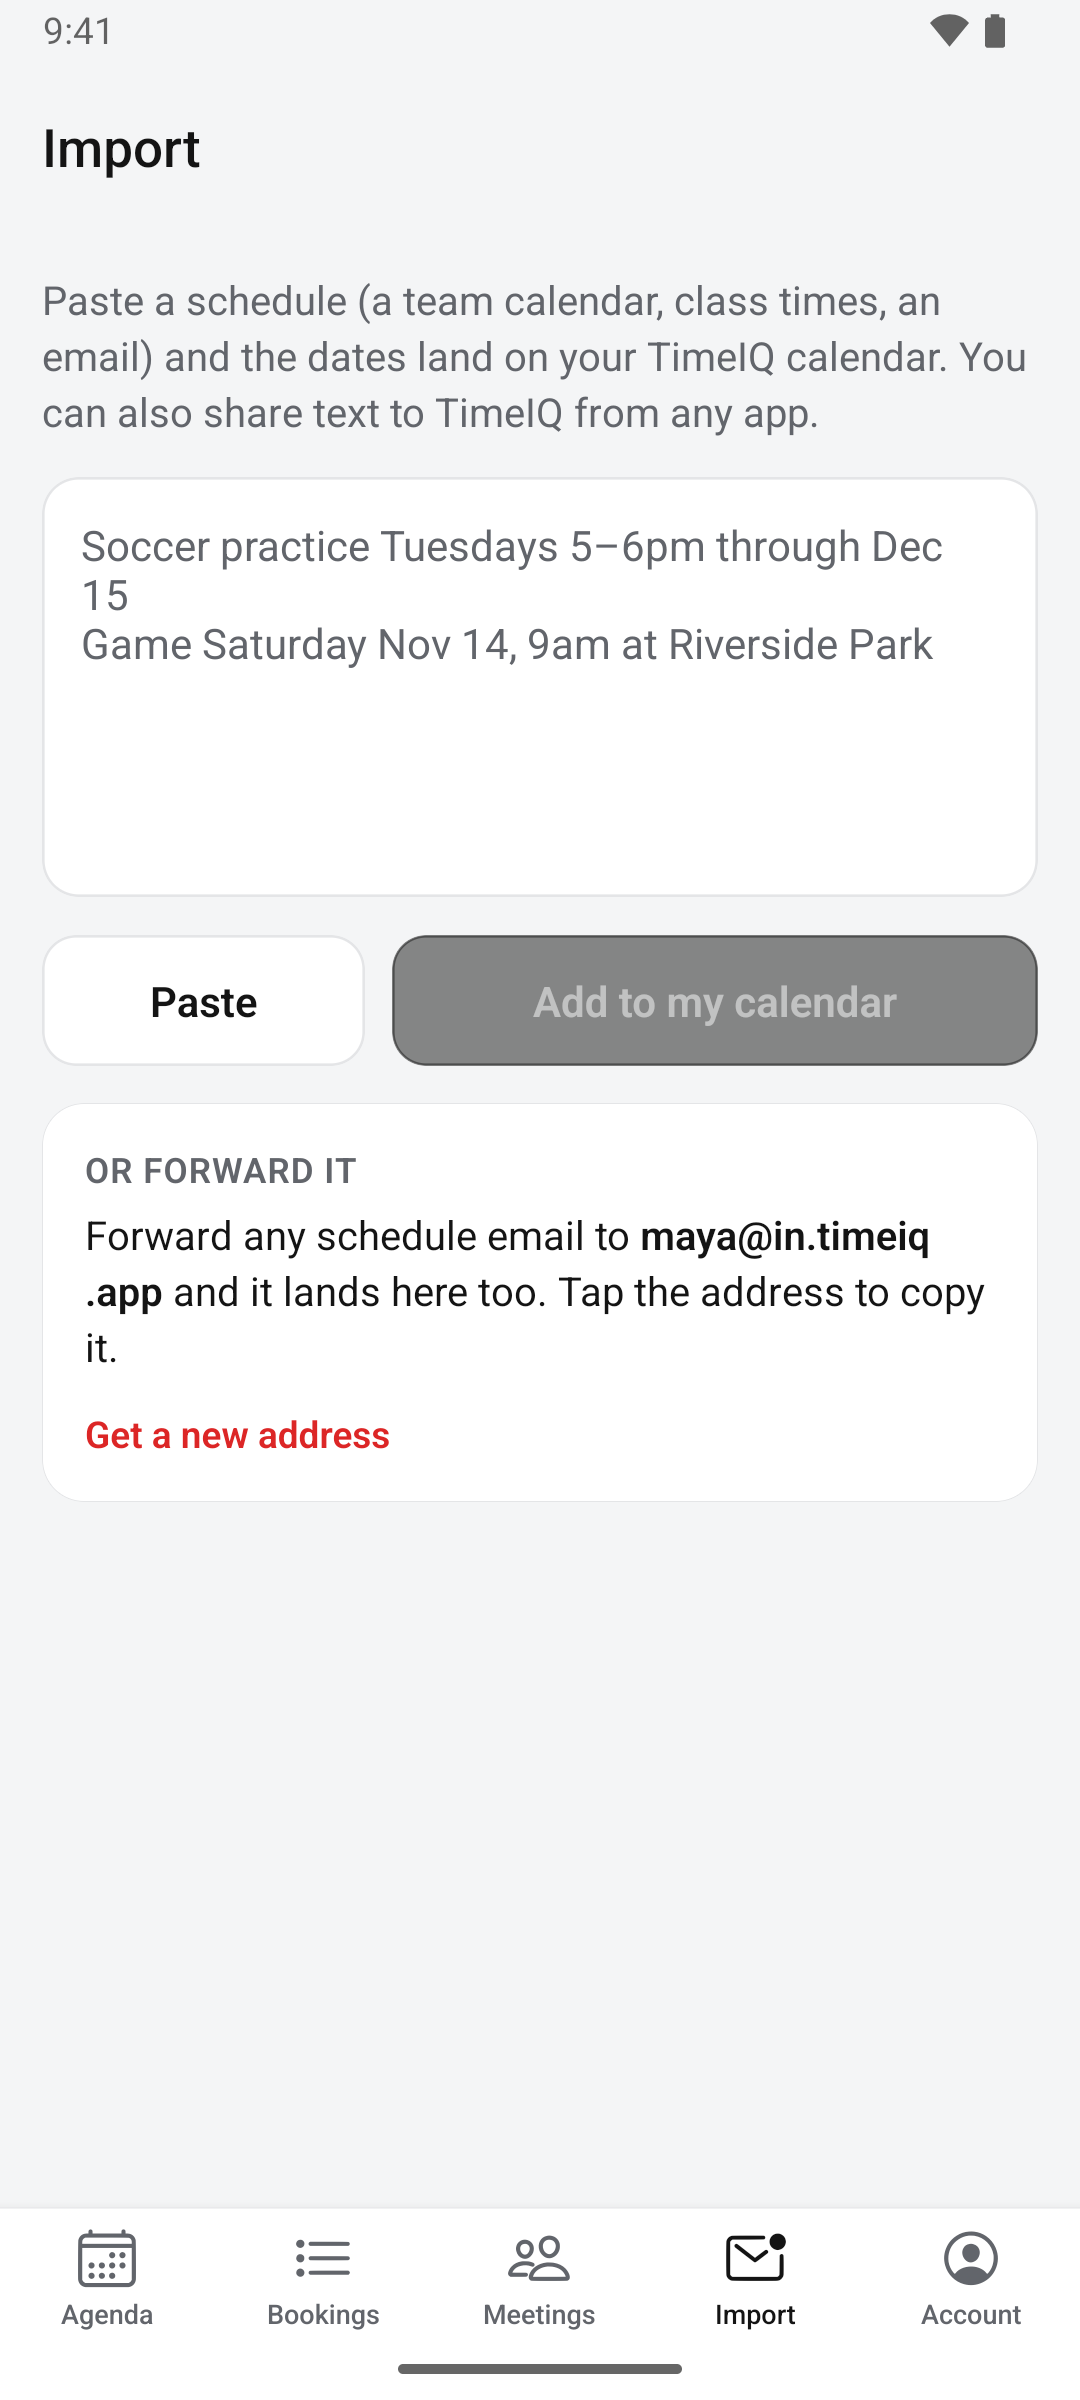 9:41
Import
Paste a schedule (a team calendar, class times, an
email) and the dates land on your TimeIQ calendar. You
can also share text to TimeIQ from any app.
Soccer practice Tuesdays 5–6pm through Dec
15
Game Saturday Nov 14, 9am at Riverside Park
Paste
Add to my calendar
OR FORWARD IT
Forward any schedule email to maya@in.timeiq
.app and it lands here too. Tap the address to copy
it.
Get a new address
Agenda
Bookings
Meetings
Import
Account